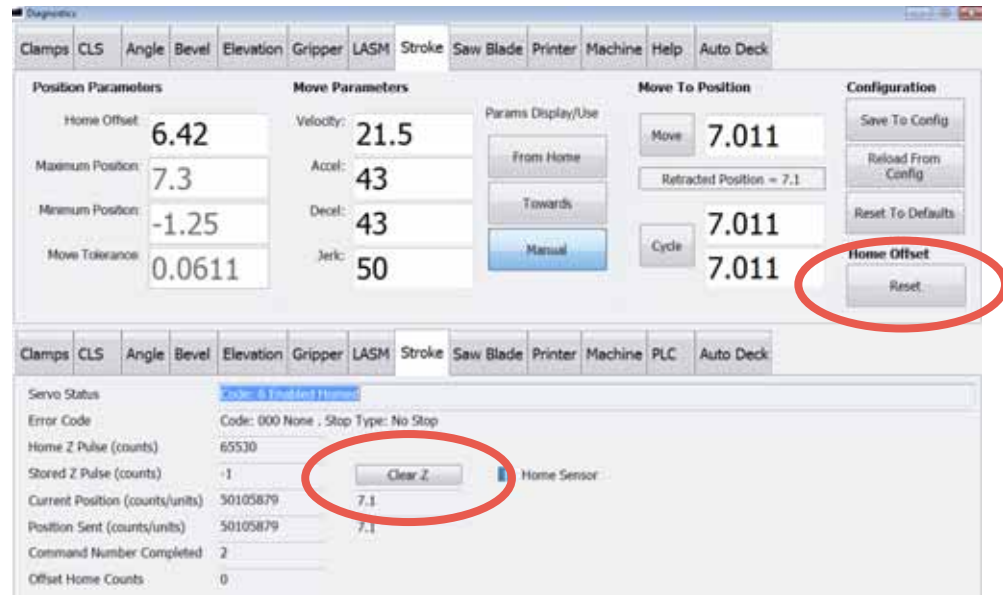 Diagnostics
Clamps CLS Angle Bevel Elevation Gripper LASM Stroke Saw Blade Printer Machine Help Auto Deck
Position Parameters Move Parameters Move To Position Configuration
Home Offset: 6.42 Velocity: 21.5 Params Display/Use Move 7.011 Save To Config
Maximum Position: 7.3 Accel: 43 From Home Retracted Position = 7.1 Reload From Config
Minimum Position: -1.25 Decel: 43 Towards 7.011 Reset To Defaults
Move Tolerance: 0.0611 Jerk: 50 Manual Cycle 7.011 Home Offset
Reset
Clamps CLS Angle Bevel Elevation Gripper LASM Stroke Saw Blade Printer Machine PLC Auto Deck
Servo Status Code: 6 Enabled Homed
Error Code Code: 000 None , Stop Type: No Stop
Home Z Pulse (counts) 65530
Stored Z Pulse (counts) -1 Clear Z Home Sensor
Current Position (counts/units) 50105879 7.1
Position Sent (counts/units) 50105879 7.1
Command Number Completed 2
Offset Home Counts 0